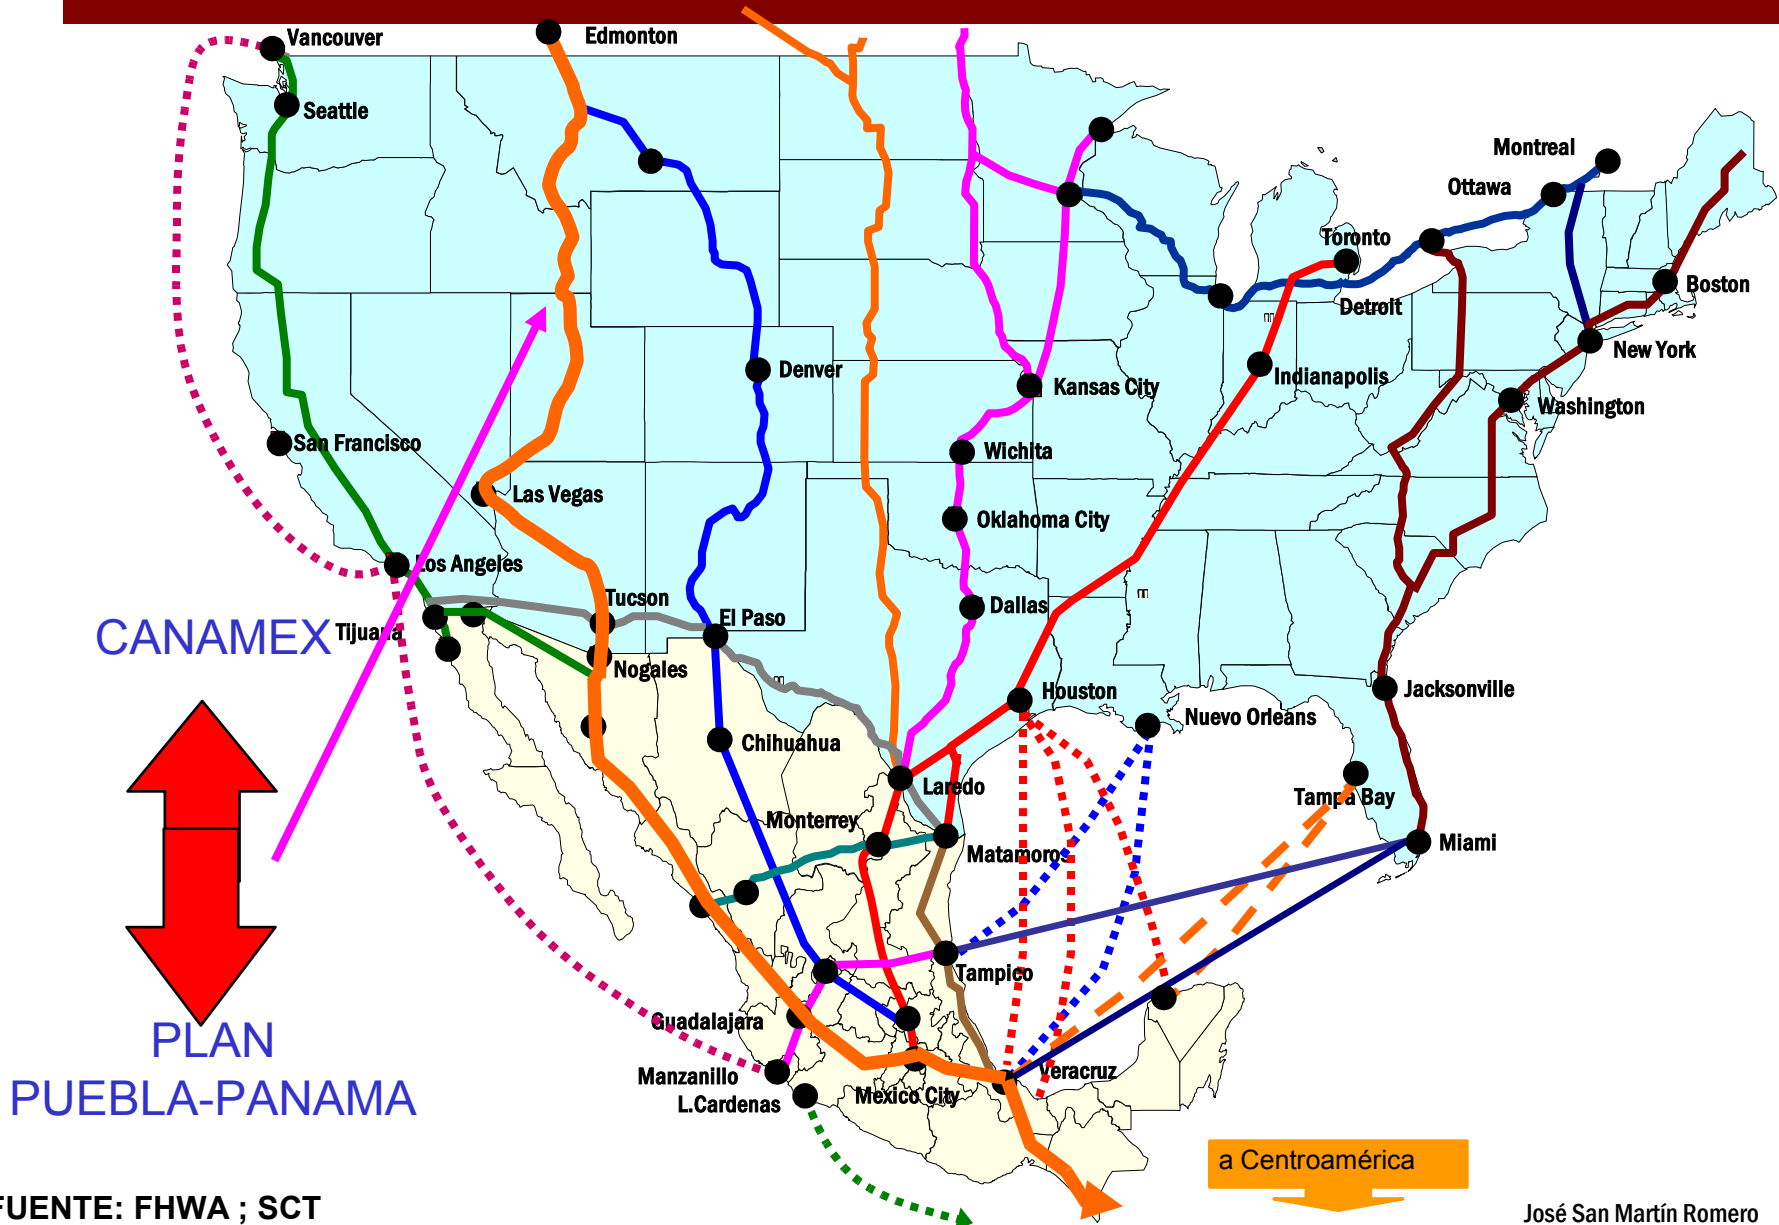 Vancouver
Edmonton
Seattle
Montreal
Ottawa
Toronto
Boston
Detroit
New York
Denver
Indianapolis
Kansas City
Washington
San Francisco
Wichita
Las Vegas
Oklahoma City
Los Angeles
Tucson
Dallas
El Paso
CANAMEX
Tijuana
Nogales
Houston
Jacksonville
Nuevo Orleans
Chihuahua
Laredo
Tampa Bay
Monterrey
Matamoros
Miami
Tampico
Guadalajara
PLAN
PUEBLA-PANAMA
Manzanillo
Veracruz
L.Cardenas
Mexico City
a Centroamérica
FUENTE: FHWA ; SCT
José San Martín Romero